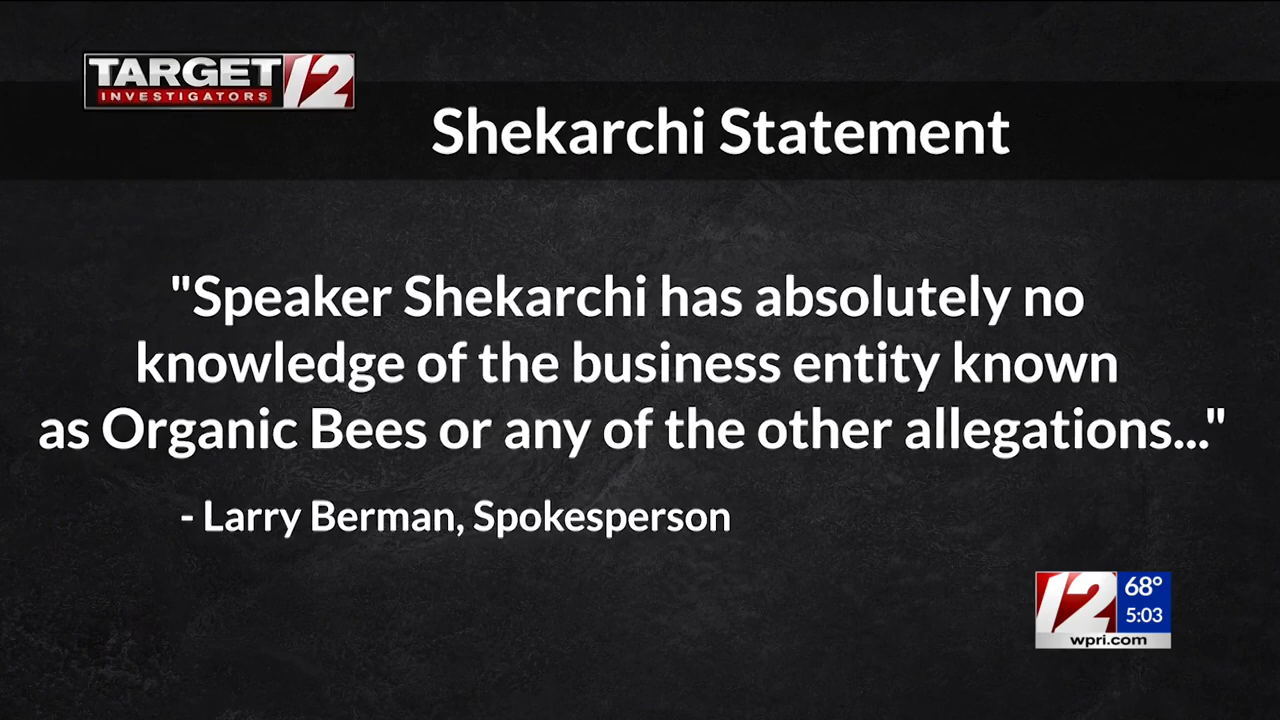 TARGET 12
INVESTIGATORS
Shekarchi Statement
"Speaker Shekarchi has absolutely no
knowledge of the business entity known
as Organic Bees or any of the other allegations..."
- Larry Berman, Spokesperson
12 68°
5:03
wpri.com